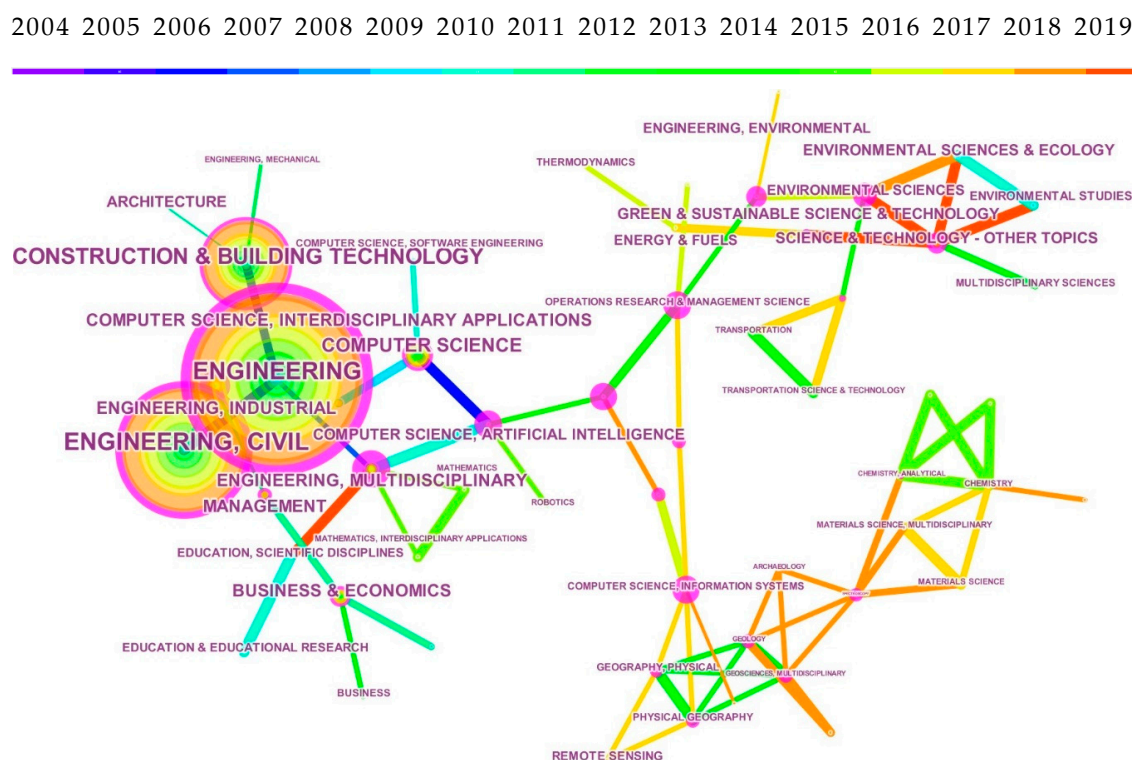 2004 2005 2006 2007 2008 2009 2010 2011 2012 2013 2014 2015 2016 2017 2018 2019
ENGINEERING, ENVIRONMENTAL
ENVIRONMENTAL SCIENCES & ECOLOGY
ENGINEERING, MECHANICAL
THERMODYNAMICS
ENVIRONMENTAL SCIENCES
ENVIRONMENTAL STUDIES
ARCHITECTURE
GREEN & SUSTAINABLE SCIENCE & TECHNOLOGY
COMPUTER SCIENCE, SOFTWARE ENGINEERING
ENERGY & FUELS
SCIENCE & TECHNOLOGY - OTHER TOPICS
CONSTRUCTION & BUILDING TECHNOLOGY
MULTIDISCIPLINARY SCIENCES
OPERATIONS RESEARCH & MANAGEMENT SCIENCE
COMPUTER SCIENCE, INTERDISCIPLINARY APPLICATIONS
TRANSPORTATION
COMPUTER SCIENCE
ENGINEERING
TRANSPORTATION SCIENCE & TECHNOLOGY
ENGINEERING, INDUSTRIAL
COMPUTER SCIENCE, ARTIFICIAL INTELLIGENCE
ENGINEERING, CIVIL
MATHEMATICS
CHEMISTRY, ANALYTICAL
ENGINEERING, MULTIDISCIPLINARY
CHEMISTRY
ROBOTICS
MANAGEMENT
MATERIALS SCIENCE, MULTIDISCIPLINARY
MATHEMATICS, INTERDISCIPLINARY APPLICATIONS
EDUCATION, SCIENTIFIC DISCIPLINES
ARCHAEOLOGY
MATERIALS SCIENCE
COMPUTER SCIENCE, INFORMATION SYSTEMS
BUSINESS & ECONOMICS
GEOLOGY
EDUCATION & EDUCATIONAL RESEARCH
GEOGRAPHY, PHYSICAL
GEOSCIENCES, MULTIDISCIPLINARY
BUSINESS
PHYSICAL GEOGRAPHY
REMOTE SENSING